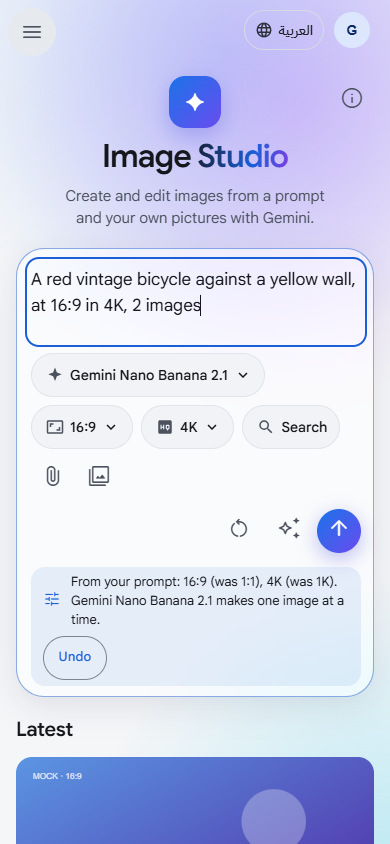 العربية
G
Image Studio
Create and edit images from a prompt
and your own pictures with Gemini.
A red vintage bicycle against a yellow wall,
at 16:9 in 4K, 2 images
Gemini Nano Banana 2.1
16:9
HQ 4K
Search
From your prompt: 16:9 (was 1:1), 4K (was 1K).
Gemini Nano Banana 2.1 makes one image at a
time.
Undo
Latest
MOCK · 16:9